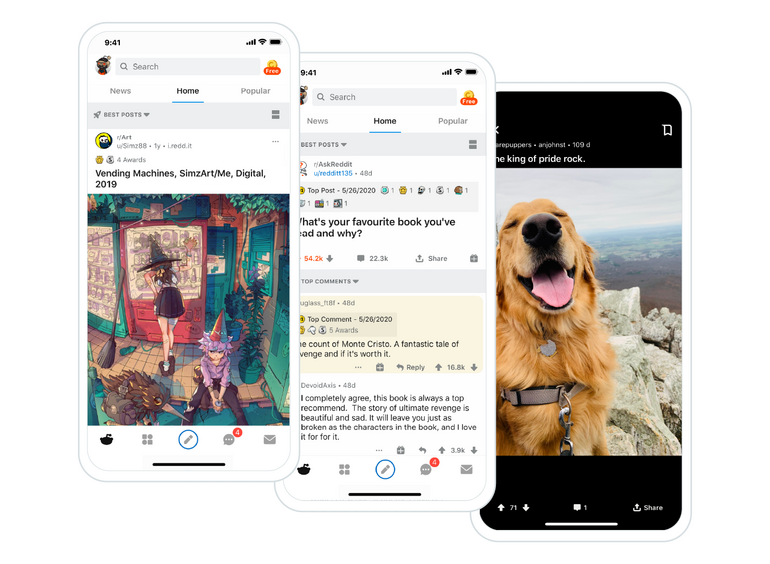 9:41
Search
Free
News Home Popular
BEST POSTS
r/Art
u/Simz88 • 1y • i.redd.it
4 Awards
Vending Machines, SimzArt/Me, Digital,
2019
4
9:41
Search
Free
News Home Popular
BEST POSTS
r/AskReddit
u/redditt135 • 48d
Top Post - 5/26/2020 1 1 1 1 1
1 1 1
hat's your favourite book you've
ead and why?
54.2k 22.3k Share
TOP COMMENTS
uglass_ftBf • 48d
Top Comment - 5/26/2020
5 Awards
e count of Monte Cristo. A fantastic tale of
venge and if it's worth it.
Reply 16.8k
DevoidAxis • 48d
I completely agree, this book is always a top
recommend. The story of ultimate revenge is
beautiful and sad. It will leave you just as
broken as the characters in the book, and I love
it for for it.
3.9k
4
arepuppers • anjohnst • 109 d
he king of pride rock.
71 1 Share